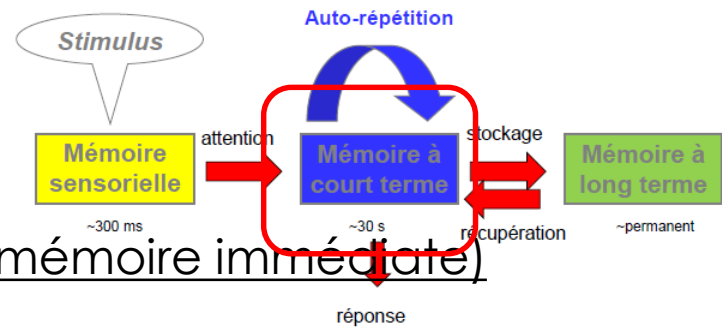 Auto-répétition
Stimulus
attention
stockage
Mémoire
sensorielle
Mémoire à
court terme
Mémoire à
long terme
~300 ms
~30 s
récupération
~permanent
mémoire immédiate)
réponse